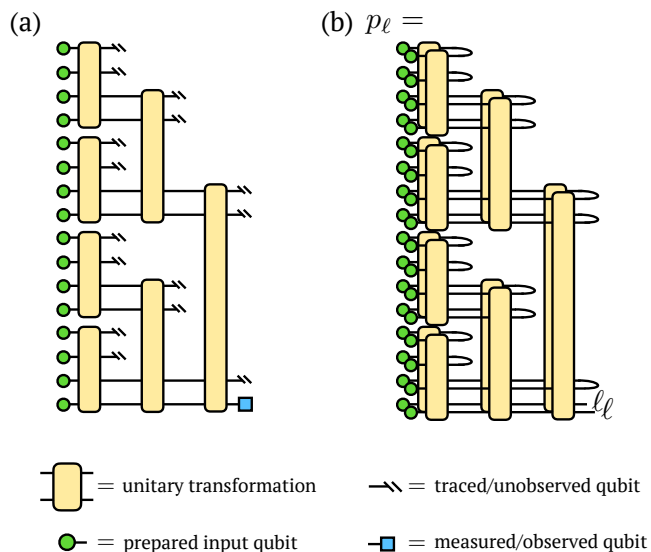 (a)
(b) pℓ =
ℓℓ
= unitary transformation
= traced/unobserved qubit
= prepared input qubit
= measured/observed qubit